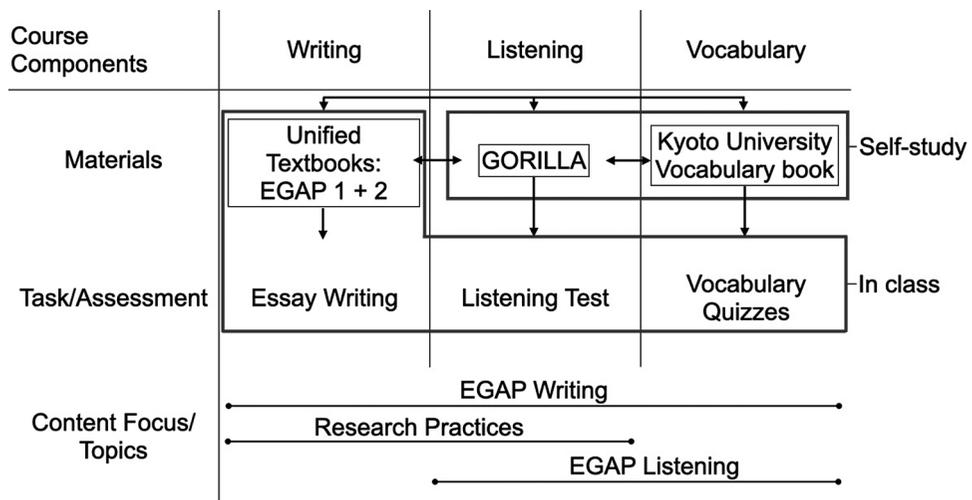 Course
Components
Writing
Listening
Vocabulary
Materials
Unified
Textbooks:
EGAP 1 + 2
GORILLA
Kyoto University
Vocabulary book
Self-study
Task/Assessment
Essay Writing
Listening Test
Vocabulary
Quizzes
In class
Content Focus/
Topics
EGAP Writing
Research Practices
EGAP Listening